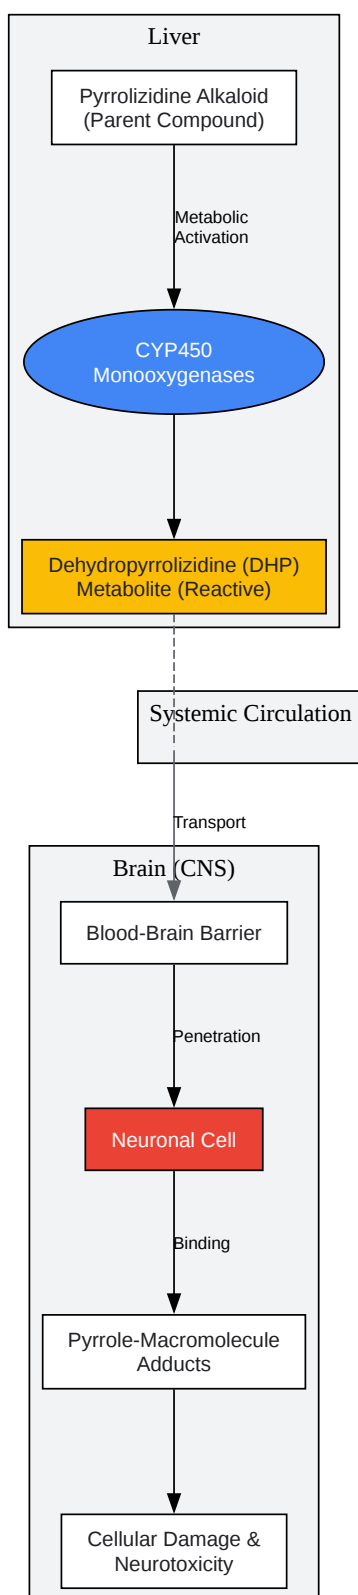 Liver
Pyrrolizidine Alkaloid
(Parent Compound)
Metabolic
Activation
CYP450
Monooxygenases
Dehydropyrrolizidine (DHP)
Metabolite (Reactive)
Systemic Circulation
Transport
Brain (CNS)
Blood-Brain Barrier
Penetration
Neuronal Cell
Binding
Pyrrole-Macromolecule
Adducts
Cellular Damage &
Neurotoxicity